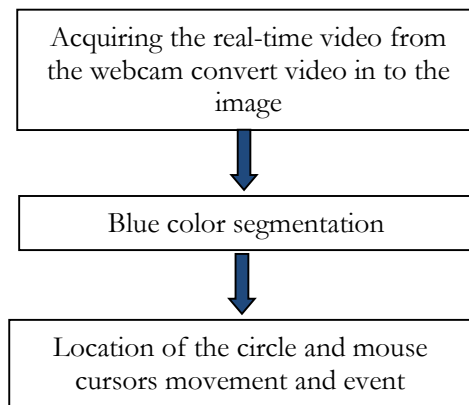 Acquiring the real-time video from
the webcam convert video in to the
image
Blue color segmentation
Location of the circle and mouse
cursors movement and event